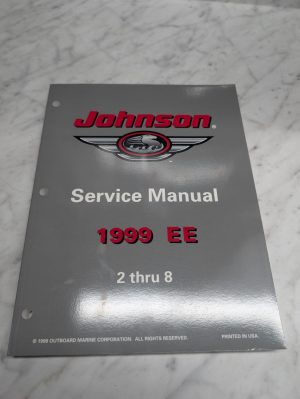 Johnson
Service Manual
1999 EE
2 thru 8
© 1998 OUTBOARD MARINE CORPORATION. ALL RIGHTS RESERVED. PRINTED IN USA.